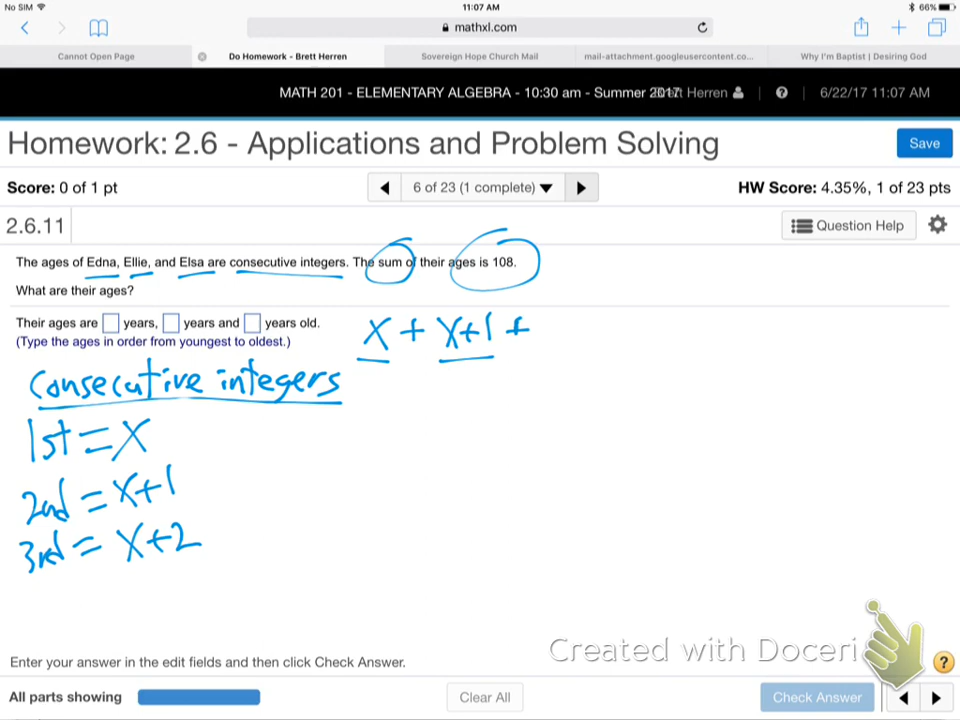 No SIM 11:07 AM 66%
mathxl.com
Cannot Open Page Do Homework - Brett Herren Sovereign Hope Church Mail mail-attachment.googleusercontent.co... Why I'm Baptist | Desiring God
MATH 201 - ELEMENTARY ALGEBRA - 10:30 am - Summer 2017 Herren ? 6/22/17 11:07 AM
Homework: 2.6 - Applications and Problem Solving Save
Score: 0 of 1 pt 6 of 23 (1 complete) HW Score: 4.35%, 1 of 23 pts
2.6.11 Question Help
The ages of Edna, Ellie, and Elsa are consecutive integers. The sum of their ages is 108.
What are their ages?
Their ages are years, years and years old.
(Type the ages in order from youngest to oldest.)
x + x+1 +
Consecutive integers
1st = x
2nd = x+1
3rd = x+2
Created with Doceri
Enter your answer in the edit fields and then click Check Answer. ?
All parts showing Clear All Check Answer